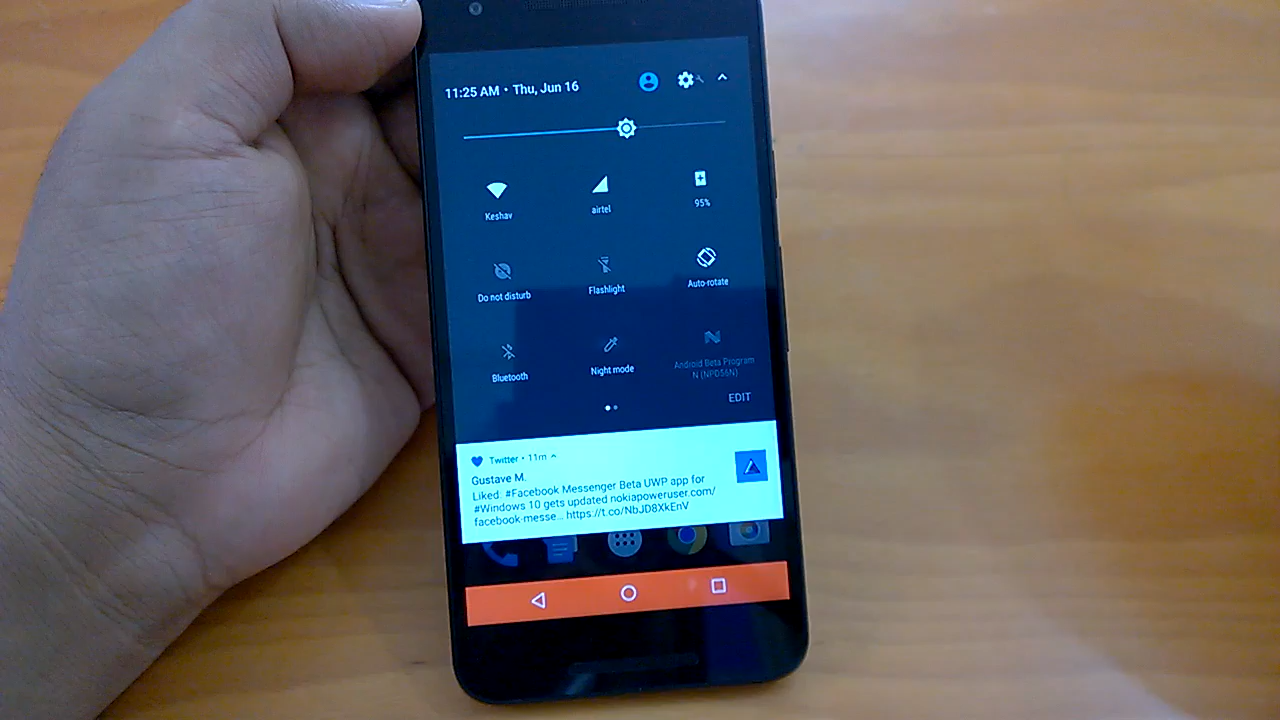 11:25 AM • Thu, Jun 16
Keshav
airtel
95%
Do not disturb
Flashlight
Auto-rotate
Bluetooth
Night mode
Android Beta Program
N (NPD56N)
EDIT
Twitter • 11m
Gustave M.
Liked: #Facebook Messenger Beta UWP app for
#Windows 10 gets updated nokiapoweruser.com/
facebook-messe… https://t.co/NbJD8XkEnV